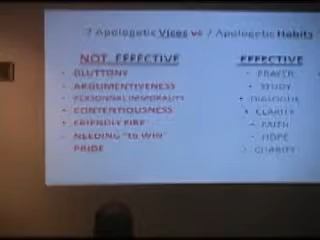 7 Apologetic Vices vs 7 Apologetic Habits
NOT EFFECTIVE
• GLUTTONY
• ARGUMENTIVENESS
• PERSONNAL IMMORALITY
• CONTENTIOUSNESS
• FRIENDLY FIRE
• NEEDING "to WIN"
PRIDE
EFFECTIVE
• PRAYER
• STUDY
• DIALOGUE
• CLARITY
• FAITH
• HOPE
• CHARITY